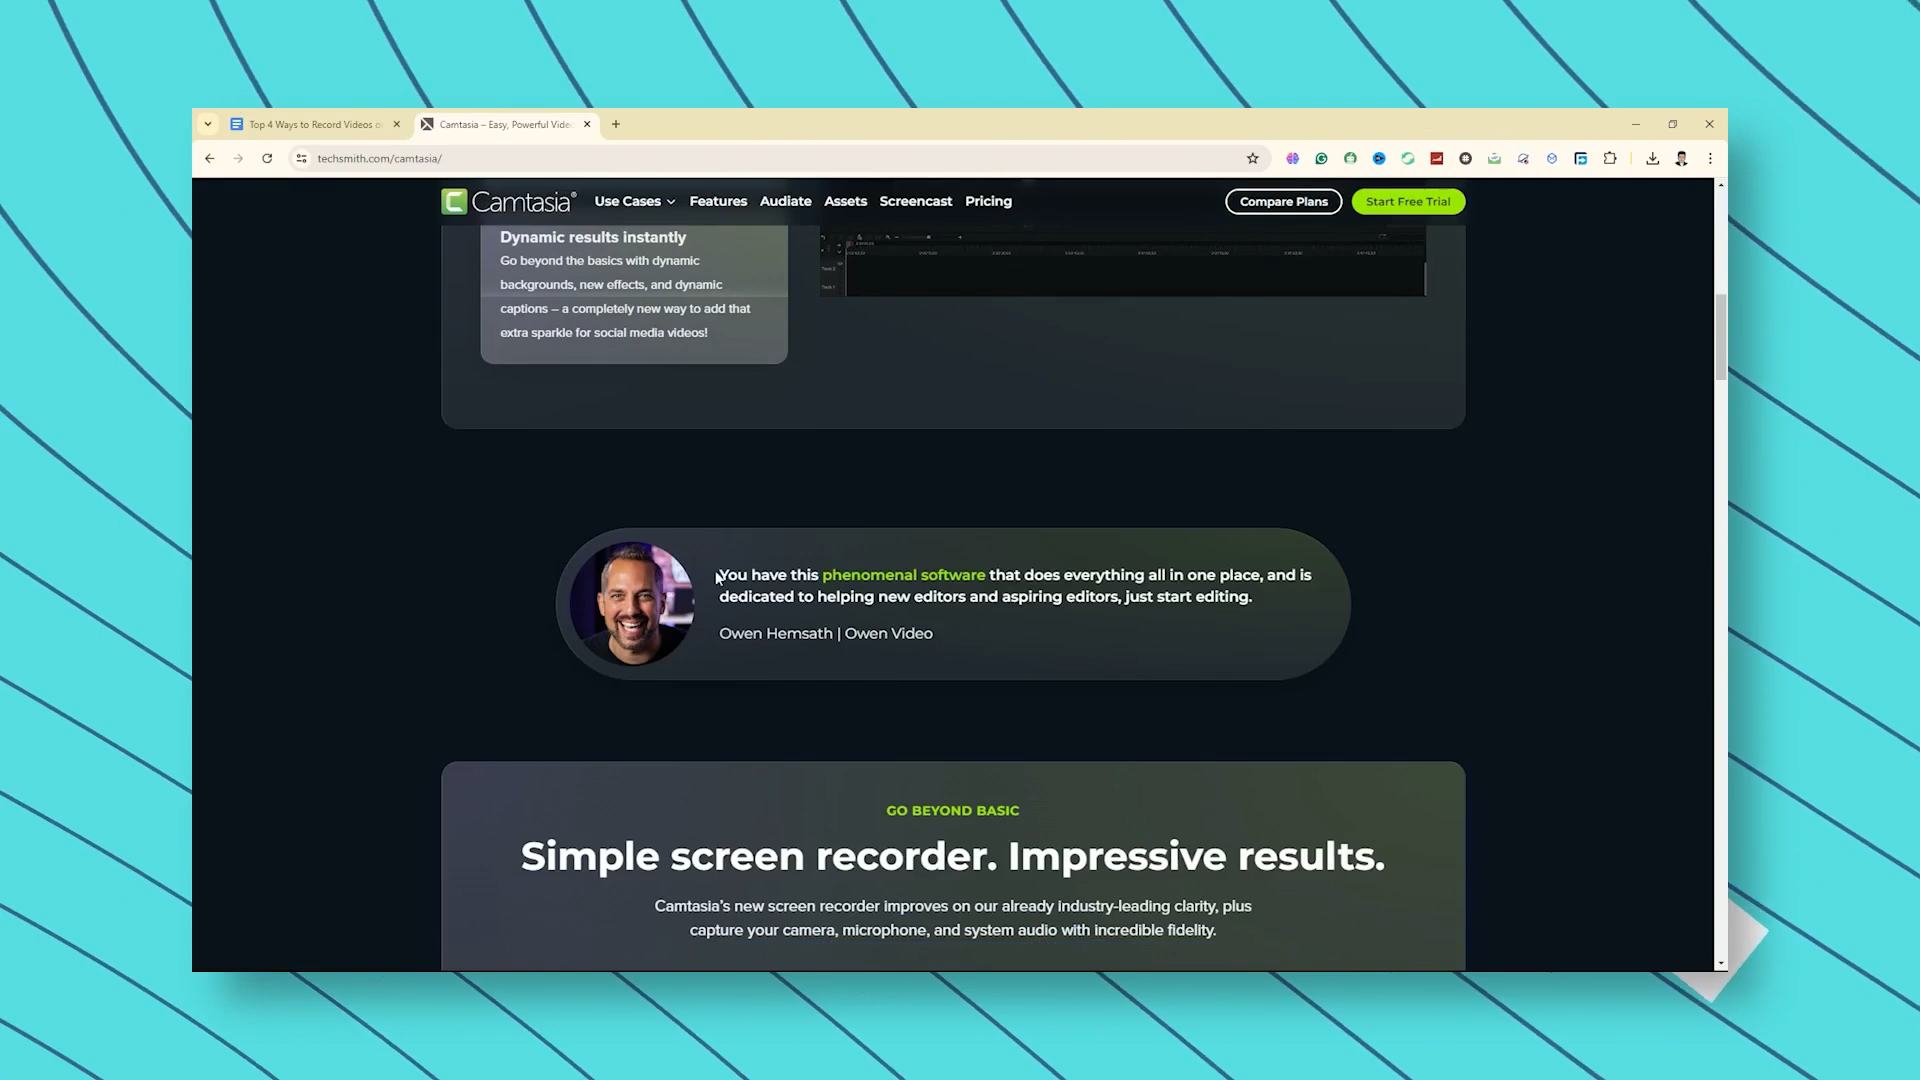 Top 4 Ways to Record Videos o
Camtasia – Easy, Powerful Vide
techsmith.com/camtasia/
Camtasia®
Use Cases
Features
Audiate
Assets
Screencast
Pricing
Compare Plans
Start Free Trial
Dynamic results instantly
Go beyond the basics with dynamic
backgrounds, new effects, and dynamic
captions – a completely new way to add that
extra sparkle for social media videos!
Track 2
Track 1
You have this phenomenal software that does everything all in one place, and is
dedicated to helping new editors and aspiring editors, just start editing.
Owen Hemsath | Owen Video
GO BEYOND BASIC
Simple screen recorder. Impressive results.
Camtasia’s new screen recorder improves on our already industry-leading clarity, plus
capture your camera, microphone, and system audio with incredible fidelity.